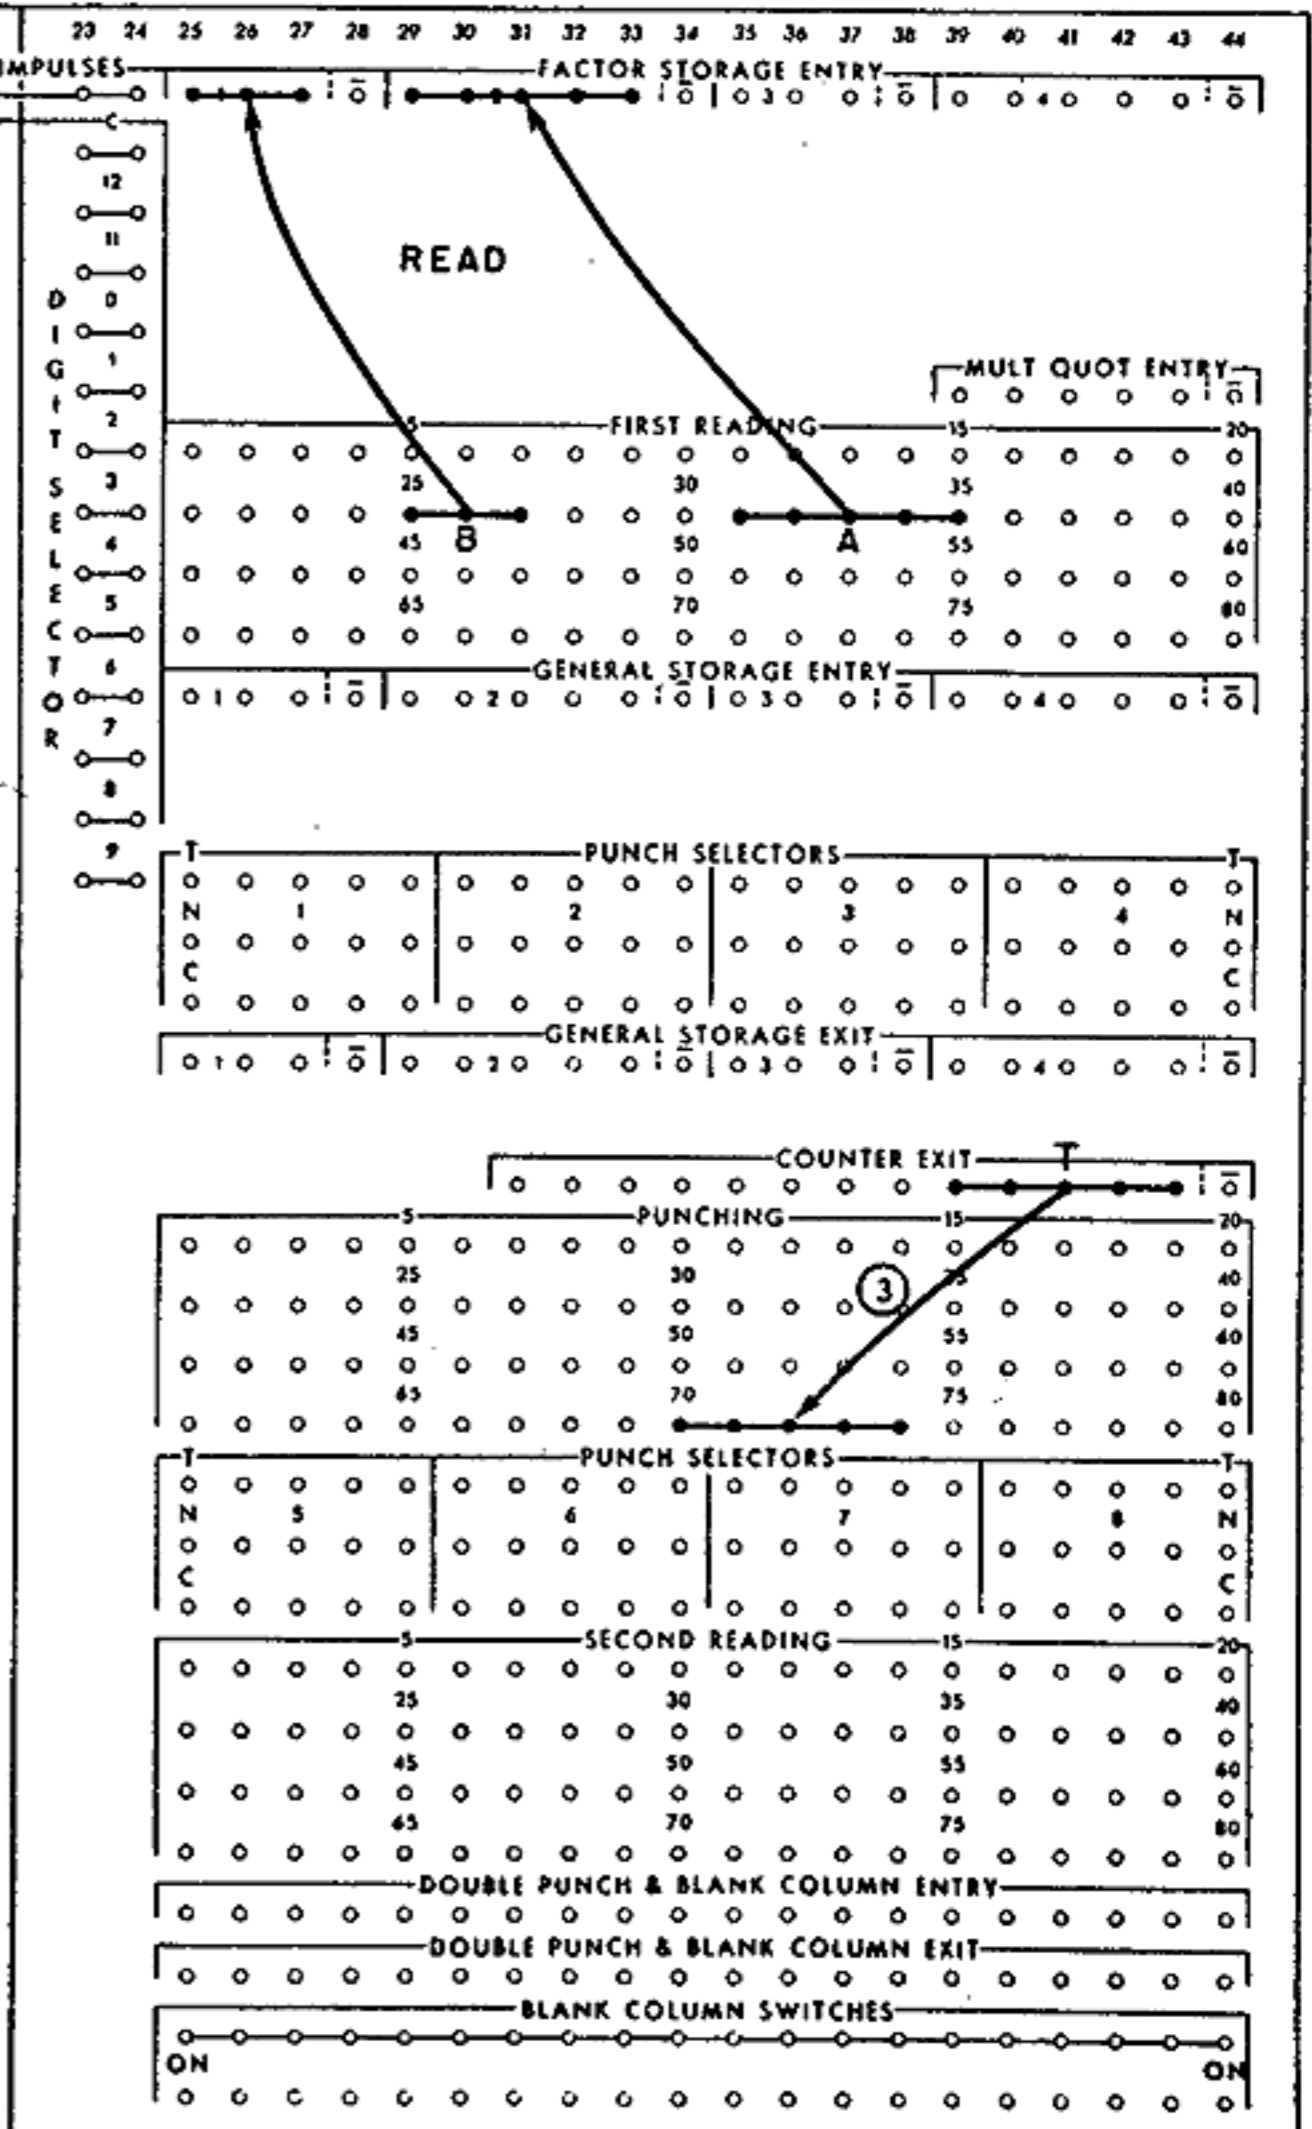 23 24 25 26 27 28 29 30 31 32 33 34 35 36 37 38 39 40 41 42 43 44
IMPULSES FACTOR STORAGE ENTRY
3 4
C
12
11
READ
DIGIT SELECTOR
0
1
MULT QUOT ENTRY
2
5 FIRST READING 15 20
3
25 30 35 40
4
45 B 50 A 55 60
5
65 70 75 80
6
GENERAL STORAGE ENTRY
1 2 3 4
7
8
9
T PUNCH SELECTORS T
N 1 2 3 4 N
C C
GENERAL STORAGE EXIT
1 2 3 4
COUNTER EXIT T
5 PUNCHING 15 20
25 30 35 40
3
45 50 55 60
65 70 75 80
T PUNCH SELECTORS T
N 5 6 7 8 N
C C
5 SECOND READING 15 20
25 30 35 40
45 50 55 60
65 70 75 80
DOUBLE PUNCH & BLANK COLUMN ENTRY
DOUBLE PUNCH & BLANK COLUMN EXIT
BLANK COLUMN SWITCHES
ON ON